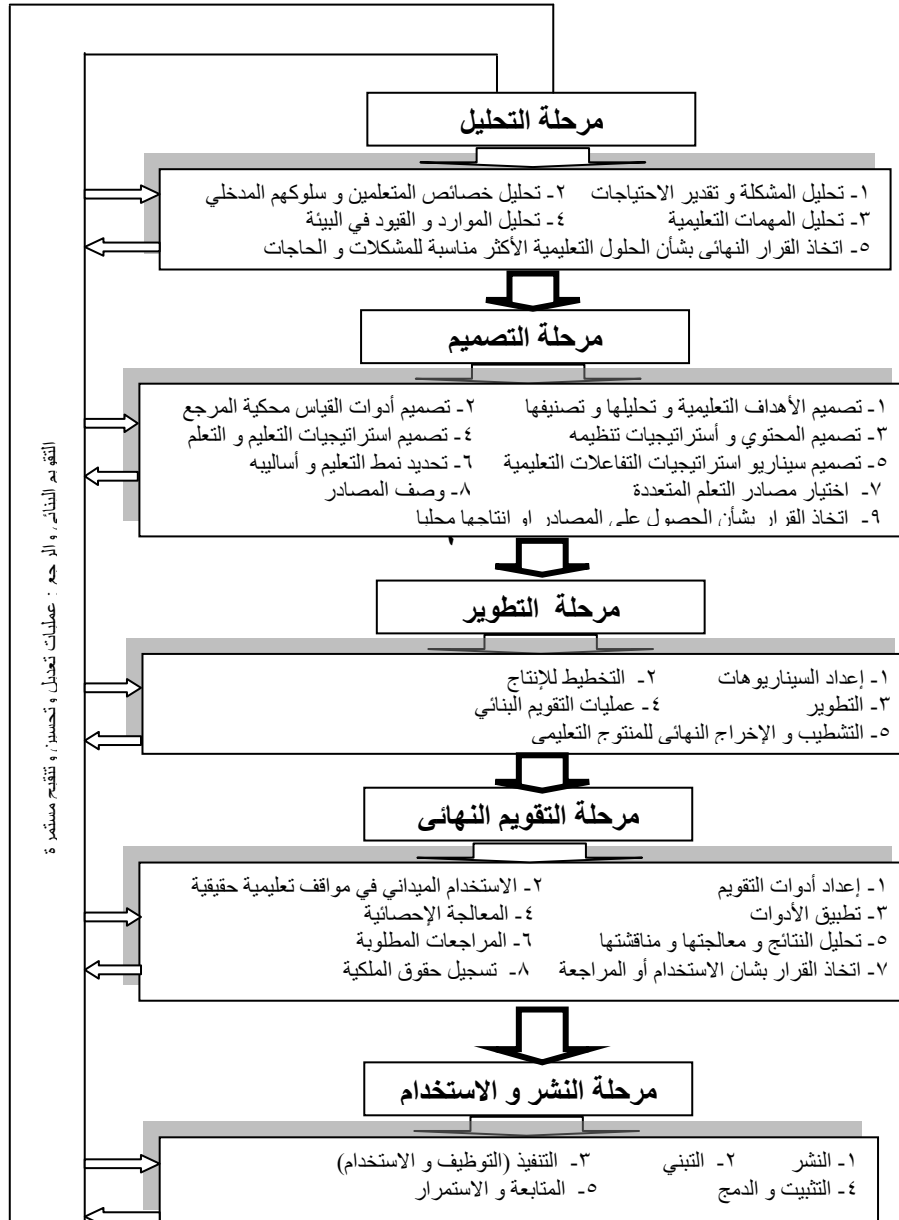 مرحلة التحليل
١- تحليل المشكلة و تقدير الاحتياجات ٢- تحليل خصائص المتعلمين و سلوكهم المدخلي
٣- تحليل المهمات التعليمية ٤- تحليل الموارد و القيود في البيئة
٥- اتخاذ القرار النهائى بشأن الحلول التعليمية الأكثر مناسبة للمشكلات و الحاجات
مرحلة التصميم
١- تصميم الأهداف التعليمية و تحليلها و تصنيفها ٢- تصميم أدوات القياس محكية المرجع
٣- تصميم المحتوي و أستراتيجيات تنظيمه ٤- تصميم استراتيجيات التعليم و التعلم
٥- تصميم سيناريو استراتيجيات التفاعلات التعليمية ٦- تحديد نمط التعليم و أساليبه
٧- اختيار مصادر التعلم المتعددة ٨- وصف المصادر
٩- اتخاذ القرار بشأن الحصول على المصادر او انتاجها محليا
مرحلة التطوير
١- إعداد السيناريوهات ٢- التخطيط للإنتاج
٣- التطوير ٤- عمليات التقويم البنائي
٥- التشطيب و الإخراج النهائى للمنتوج التعليمى
مرحلة التقويم النهائى
١- إعداد أدوات التقويم ٢- الاستخدام الميداني في مواقف تعليمية حقيقية
٣- تطبيق الأدوات ٤- المعالجة الإحصائية
٥- تحليل النتائج و معالجتها و مناقشتها ٦- المراجعات المطلوبة
٧- اتخاذ القرار بشان الاستخدام أو المراجعة ٨- تسجيل حقوق الملكية
مرحلة النشر و الاستخدام
١- النشر ٢- التبني ٣- التنفيذ (التوظيف و الاستخدام)
٤- التثبيت و الدمج ٥- المتابعة و الاستمرار
التقويم البنائي و الرجع : عمليات تعديل و تحسين و تنقيح مستمرة